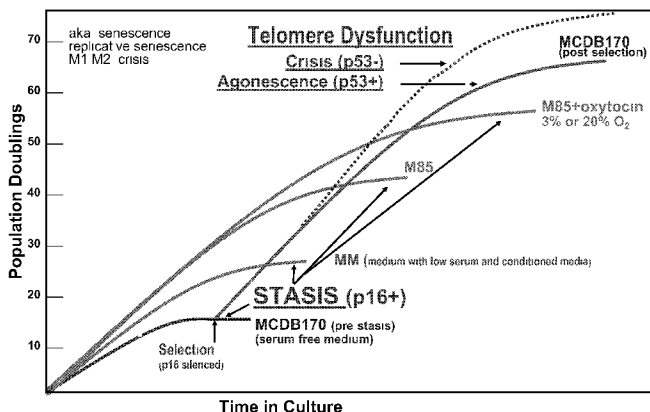 70
60
50
40
30
20
10
Population Doublings
Time in Culture
aka senescence
replicat ve senescence
M1 M2 crisis
Telomere Dysfunction
Crisis (p53-)
Agonescence (p53+)
MCDB170
(post selection)
M85+oxytocin
3% or 20% O2
M85
MM (medium with low serum and conditioned media)
STASIS (p16+)
MCDB170 (pre stasis)
(serum free medium)
Selection
(p16 silenced)